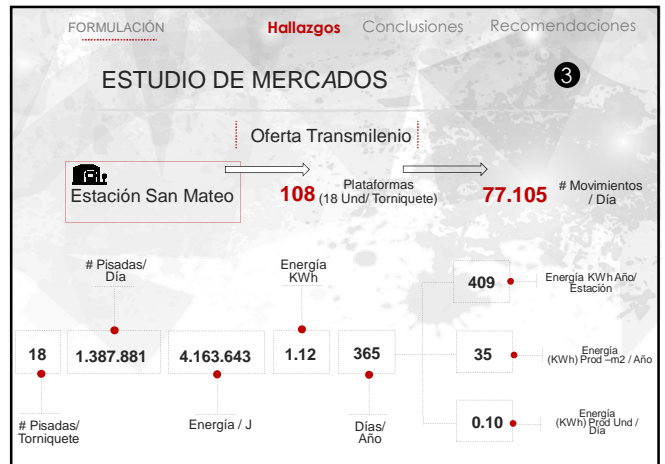 FORMULACIÓN
Hallazgos
Conclusiones
Recomendaciones
ESTUDIO DE MERCADOS
3
Oferta Transmilenio
Estación San Mateo
108
Plataformas
(18 Und/ Torniquete)
77.105
# Movimientos
/ Día
# Pisadas/
Día
Energía
KWh
409
Energía KWh Año/
Estación
18
1.387.881
4.163.643
1.12
365
35
Energía
(KWh) Prod –m2 / Año
# Pisadas/
Torniquete
Energía / J
Días/
Año
0.10
Energía
(KWh) Prod Und /
Día